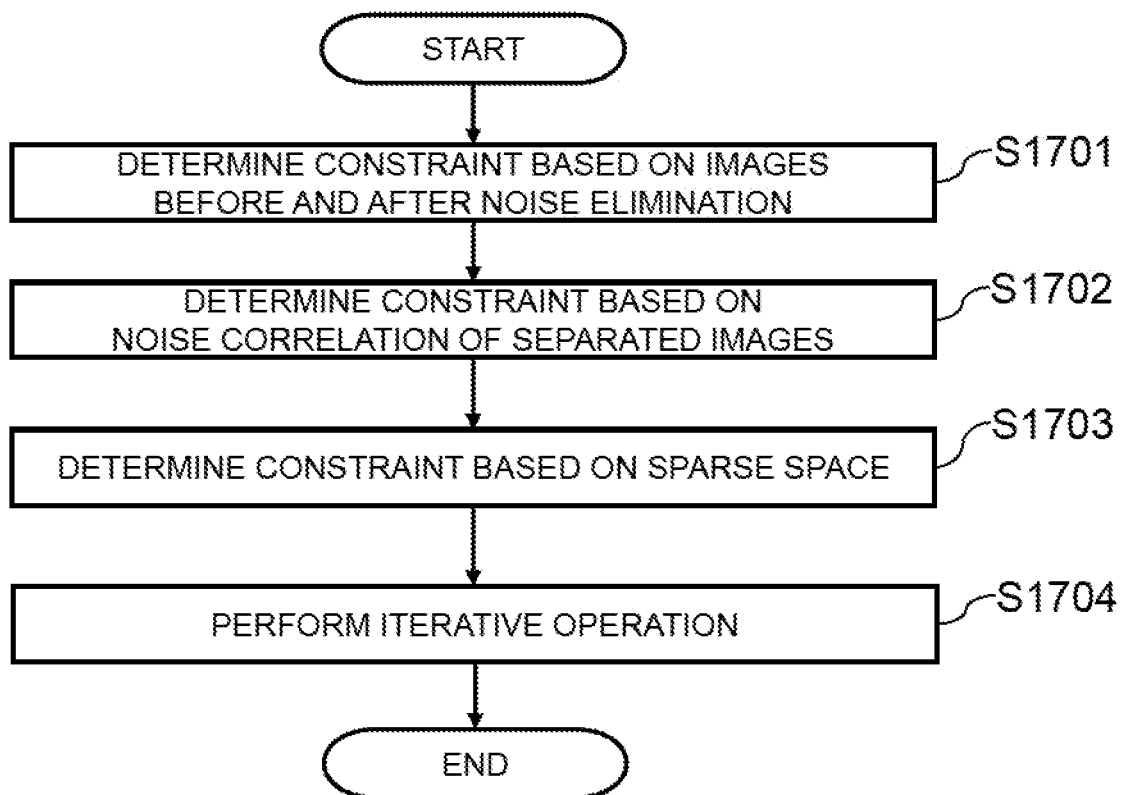 START
DETERMINE CONSTRAINT BASED ON IMAGES
BEFORE AND AFTER NOISE ELIMINATION
S1701
DETERMINE CONSTRAINT BASED ON
NOISE CORRELATION OF SEPARATED IMAGES
S1702
DETERMINE CONSTRAINT BASED ON SPARSE SPACE
S1703
PERFORM ITERATIVE OPERATION
S1704
END